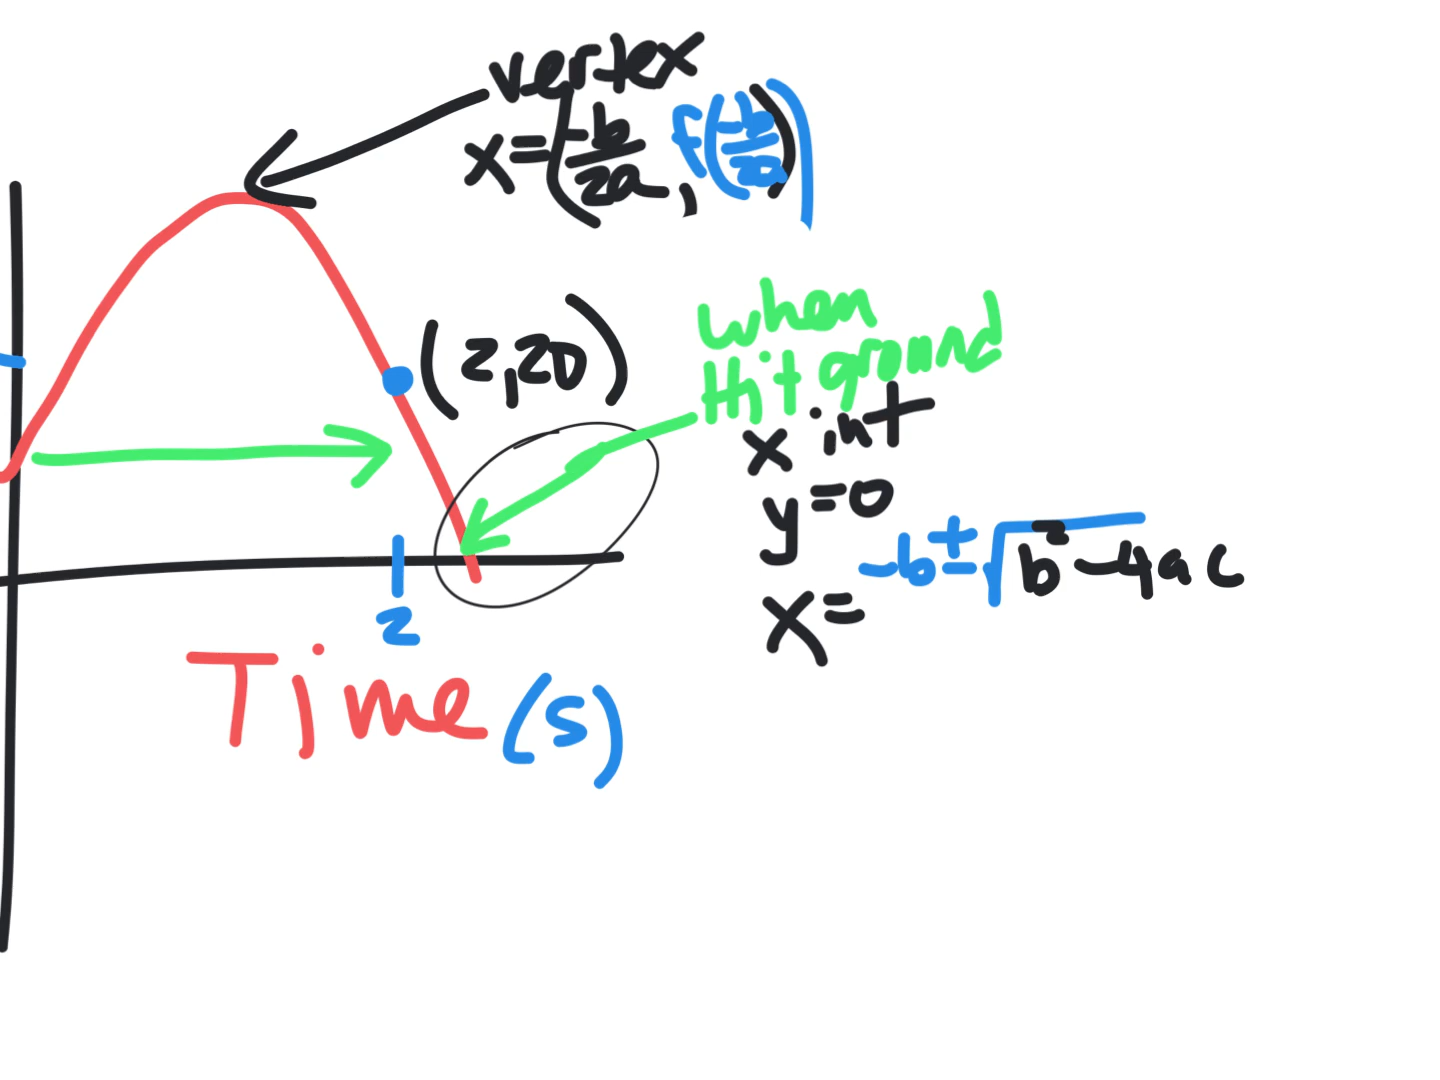 vertex
x=(-b/2a, f(-b/2a))
(2,20)
when
Hit ground
x int
y=0
x= -b±√b²-4ac
2
Time (s)